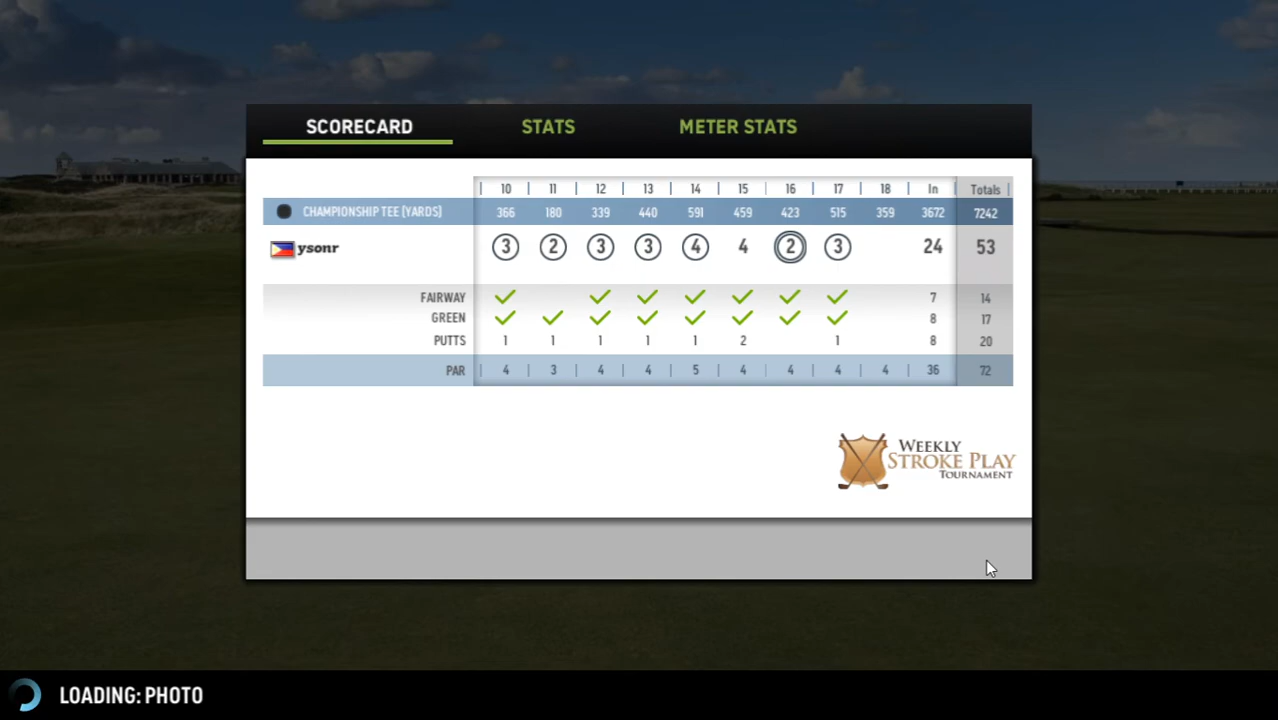 SCORECARD STATS METER STATS
10 11 12 13 14 15 16 17 18 In Totals
CHAMPIONSHIP TEE (YARDS) 366 180 339 440 591 459 423 515 359 3672 7242
ysonr 3 2 3 3 4 4 2 3 24 53
FAIRWAY 7 14
GREEN 8 17
PUTTS 1 1 1 1 1 2 1 8 20
PAR 4 3 4 4 5 4 4 4 4 36 72
WEEKLY
STROKE PLAY
TOURNAMENT
LOADING: PHOTO